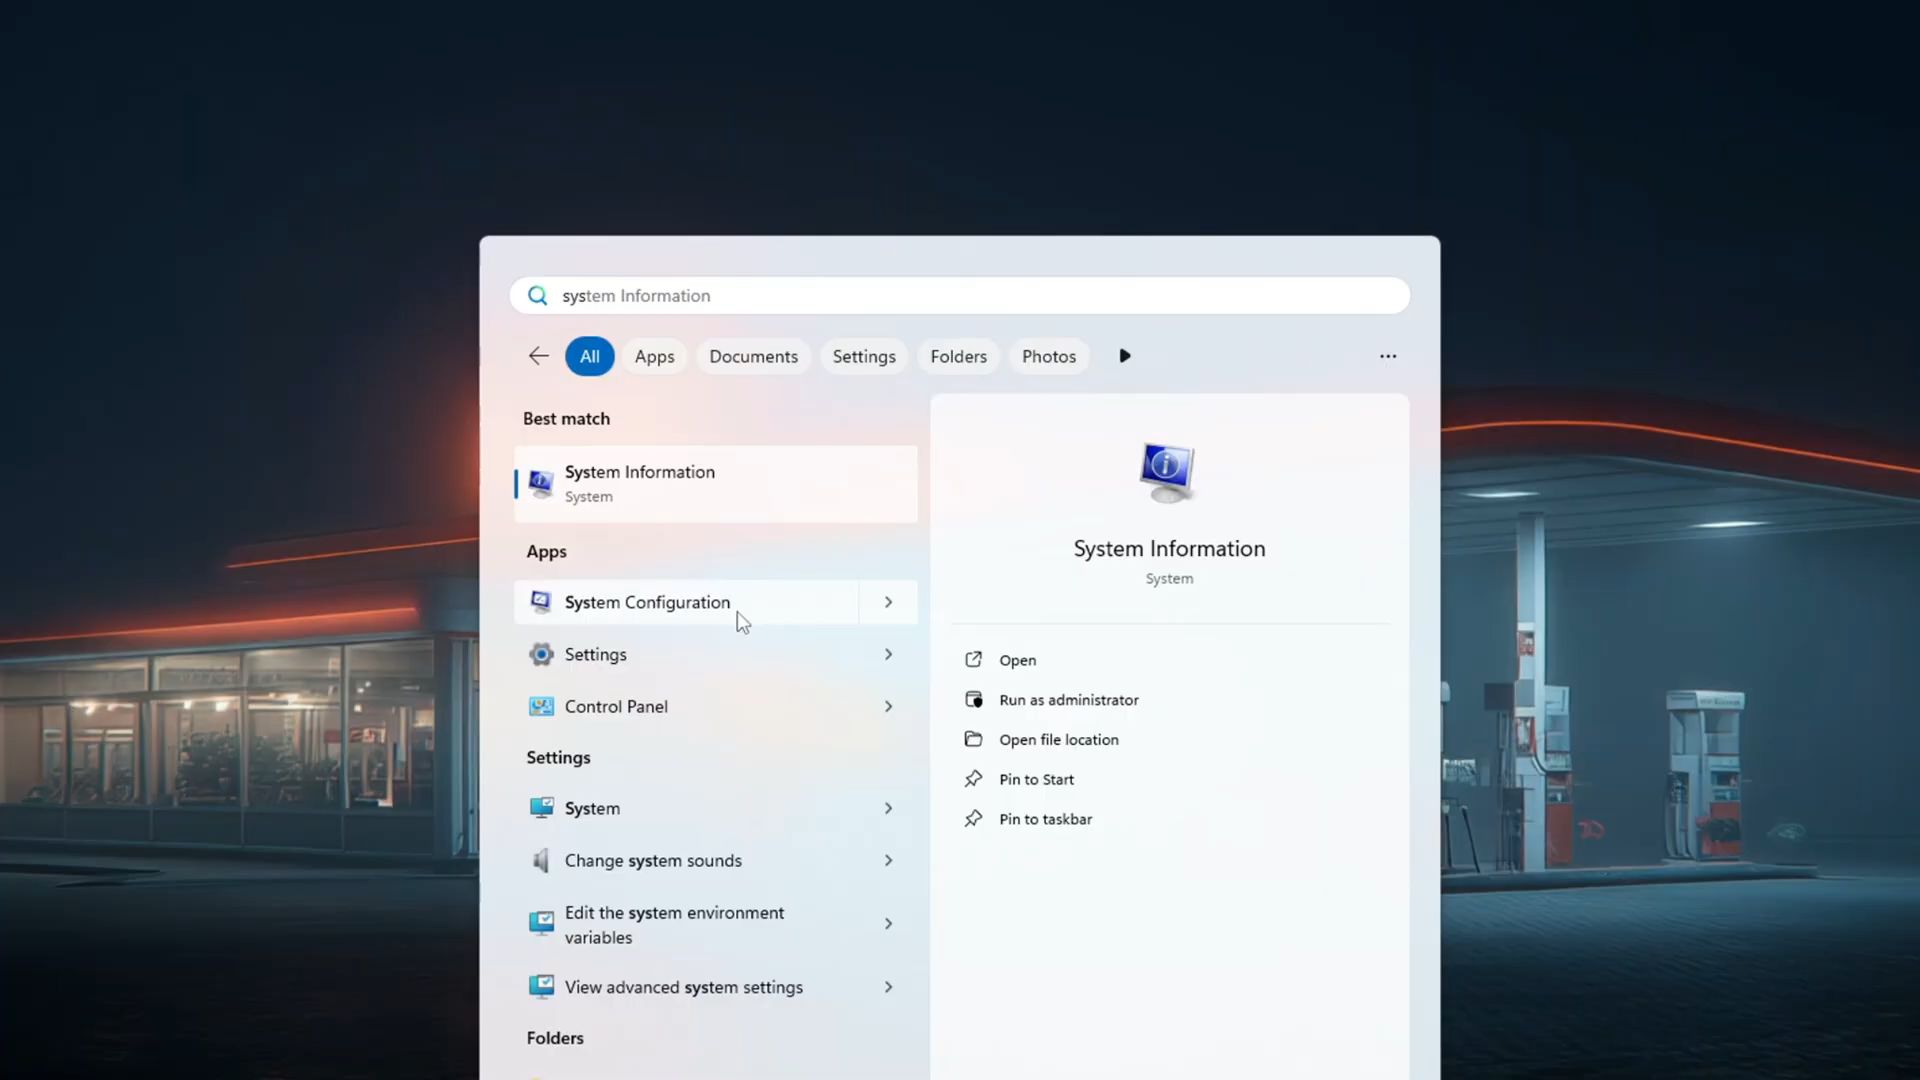 system Information
All
Apps
Documents
Settings
Folders
Photos
Best match
System Information
System
Apps
System Configuration
Settings
Control Panel
Settings
System
Change system sounds
Edit the system environment
variables
View advanced system settings
Folders
System Information
System
Open
Run as administrator
Open file location
Pin to Start
Pin to taskbar